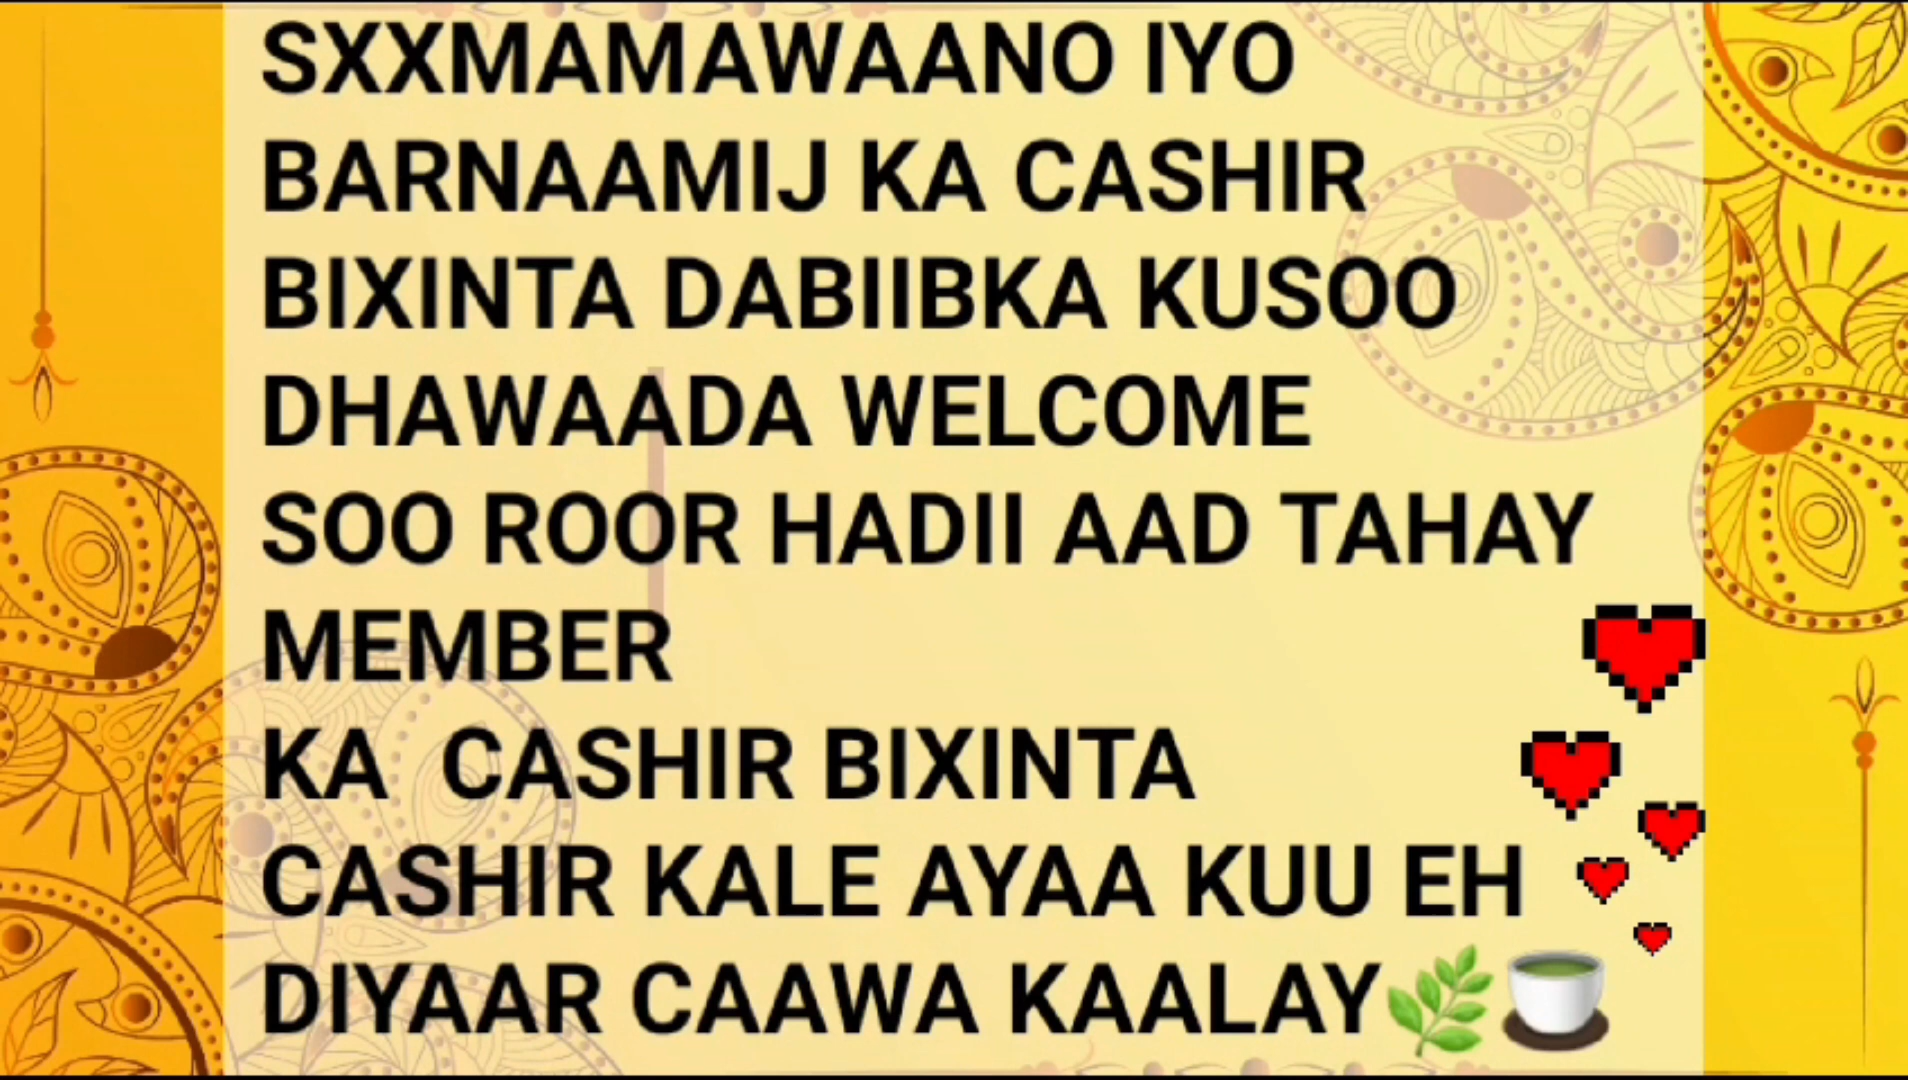 SXXMAMAWAANO IYO
BARNAAMIJ KA CASHIR
BIXINTA DABIIBKA KUSOO
DHAWAADA WELCOME
SOO ROOR HADII AAD TAHAY
MEMBER
KA  CASHIR BIXINTA
CASHIR KALE AYAA KUU EH
DIYAAR CAAWA KAALAY🌿🍵